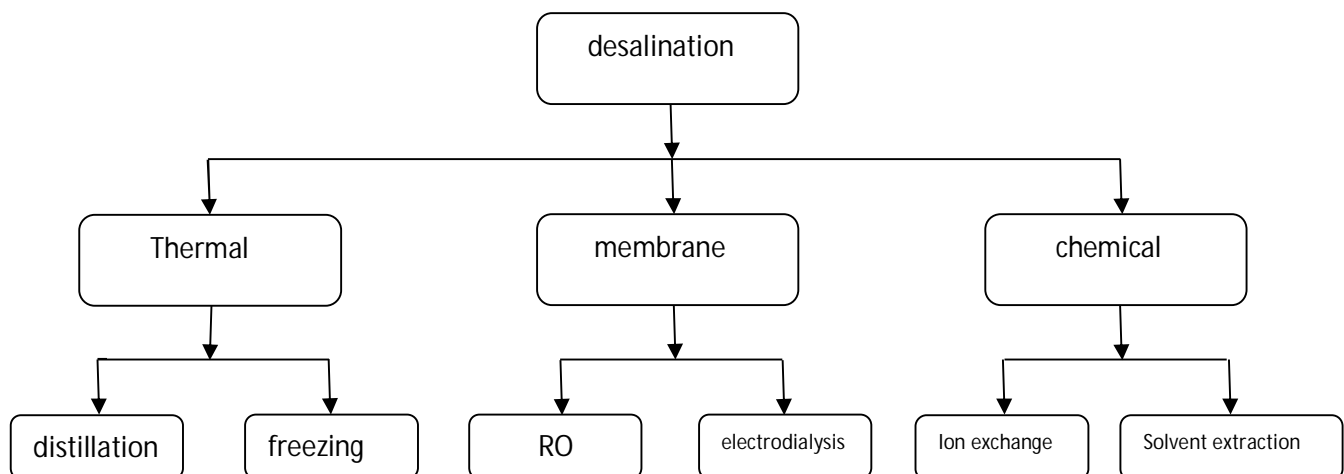 desalination
Thermal
membrane
chemical
distillation
freezing
RO
electrodialysis
Ion exchange
Solvent extraction